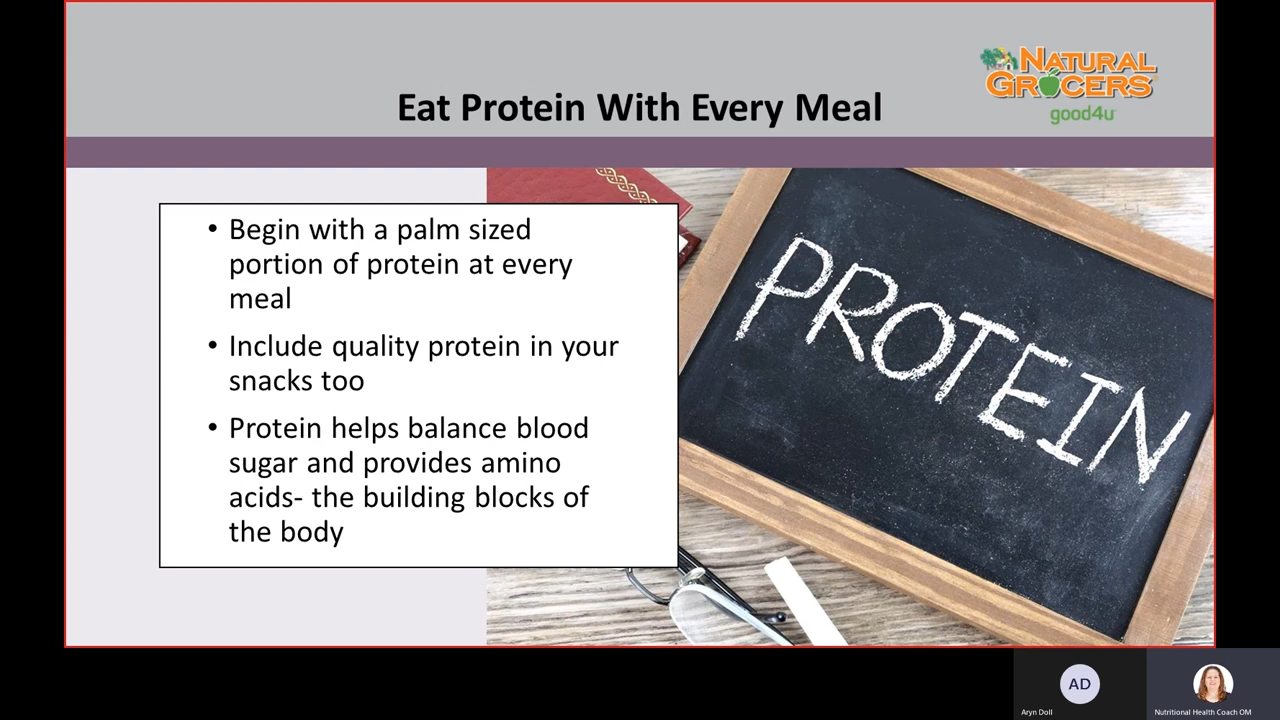 NATURAL
GROCERS
good4u
Eat Protein With Every Meal
• Begin with a palm sized
portion of protein at every
meal
• Include quality protein in your
snacks too
• Protein helps balance blood
sugar and provides amino
acids- the building blocks of
the body
PROTEIN
AD
Aryn Doll
Nutritional Health Coach OM